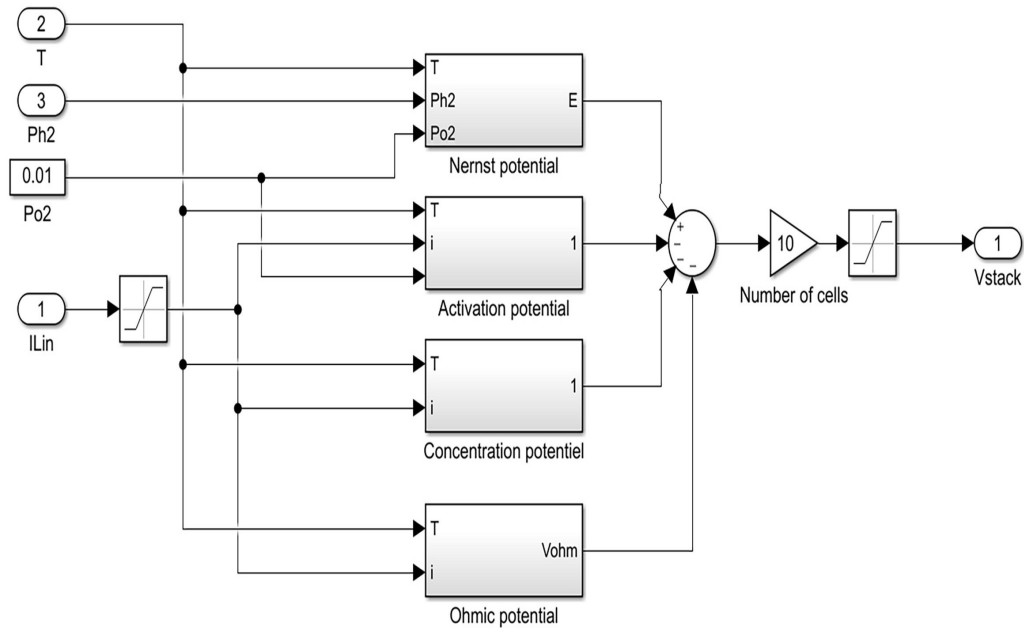 2
T
3
Ph2
0.01
Po2
1
ILin
T
Ph2
Po2
E
Nernst potential
T
i
1
Activation potential
T
i
1
Concentration potentiel
T
i
Vohm
Ohmic potential
+
−
−
−
10
Number of cells
1
Vstack